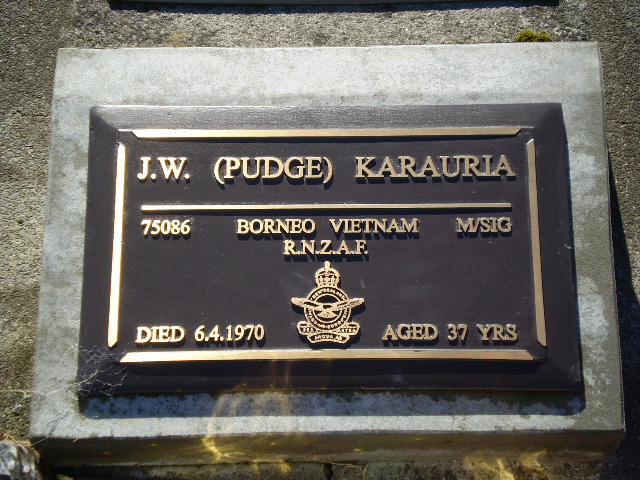 J.W. (PUDGE) KARAURIA
75086 BORNEO VIETNAM M/SIG
R.N.Z.A.F.
DIED 6.4.1970 AGED 37 YRS